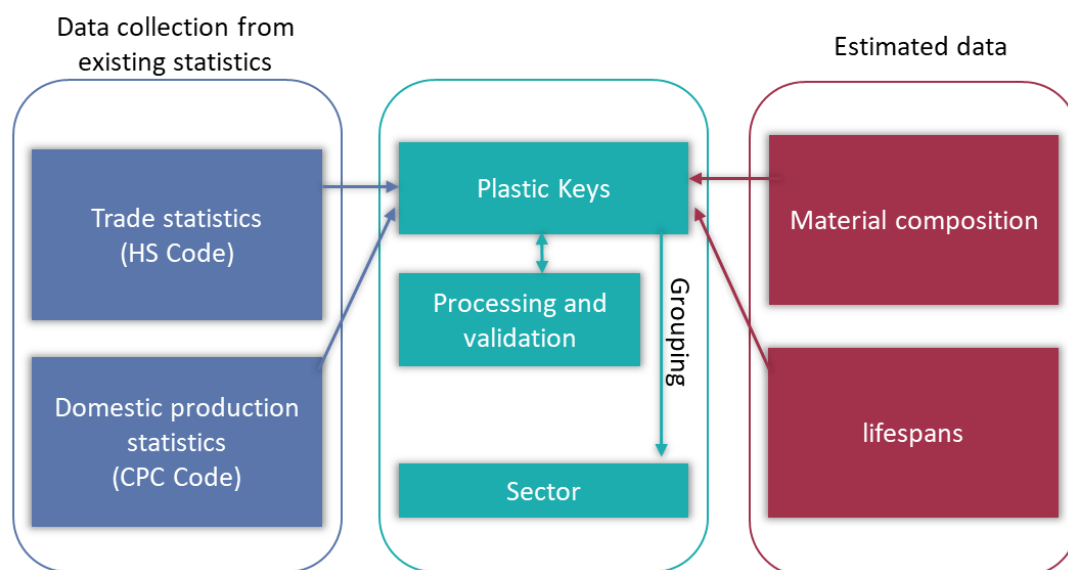 Data collection from
existing statistics
Trade statistics
(HS Code)
Domestic production
statistics
(CPC Code)
Plastic Keys
Processing and
validation
Grouping
Sector
Estimated data
Material composition
lifespans